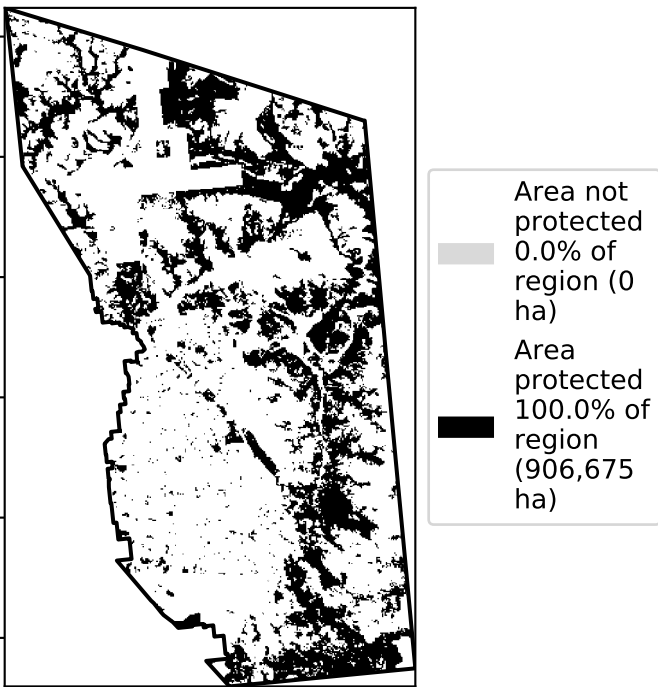 Area not
protected
0.0% of
region (0
ha)
Area
protected
100.0% of
region
(906,675
ha)